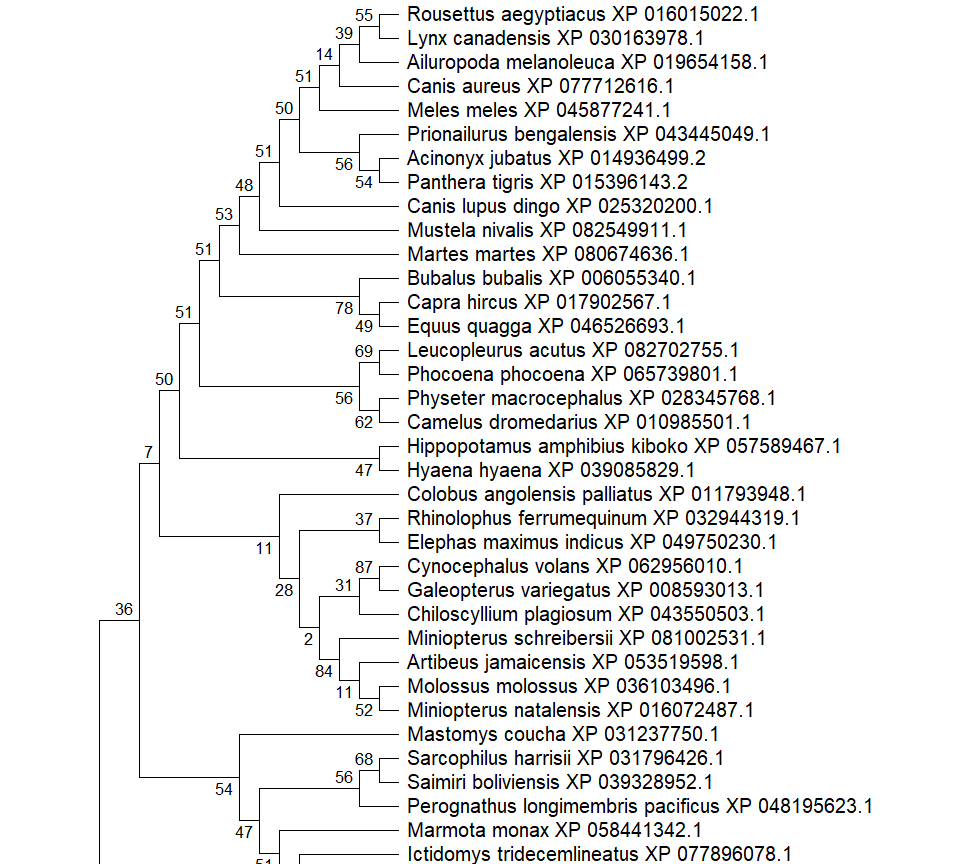 55 Rousettus aegyptiacus XP 016015022.1
39 Lynx canadensis XP 030163978.1
14 Ailuropoda melanoleuca XP 019654158.1
51 Canis aureus XP 077712616.1
50 Meles meles XP 045877241.1
Prionailurus bengalensis XP 043445049.1
51 56 Acinonyx jubatus XP 014936499.2
48 54 Panthera tigris XP 015396143.2
53 Canis lupus dingo XP 025320200.1
Mustela nivalis XP 082549911.1
51 Martes martes XP 080674636.1
Bubalus bubalis XP 006055340.1
51 78 Capra hircus XP 017902567.1
49 Equus quagga XP 046526693.1
69 Leucopleurus acutus XP 082702755.1
50 Phocoena phocoena XP 065739801.1
56 Physeter macrocephalus XP 028345768.1
62 Camelus dromedarius XP 010985501.1
7 Hippopotamus amphibius kiboko XP 057589467.1
47 Hyaena hyaena XP 039085829.1
Colobus angolensis palliatus XP 011793948.1
37 Rhinolophus ferrumequinum XP 032944319.1
11 Elephas maximus indicus XP 049750230.1
87 Cynocephalus volans XP 062956010.1
28 31 Galeopterus variegatus XP 008593013.1
36 Chiloscyllium plagiosum XP 043550503.1
2 Miniopterus schreibersii XP 081002531.1
84 Artibeus jamaicensis XP 053519598.1
11 Molossus molossus XP 036103496.1
52 Miniopterus natalensis XP 016072487.1
Mastomys coucha XP 031237750.1
68 Sarcophilus harrisii XP 031796426.1
54 56 Saimiri boliviensis XP 039328952.1
Perognathus longimembris pacificus XP 048195623.1
47 Marmota monax XP 058441342.1
Ictidomys tridecemlineatus XP 077896078.1